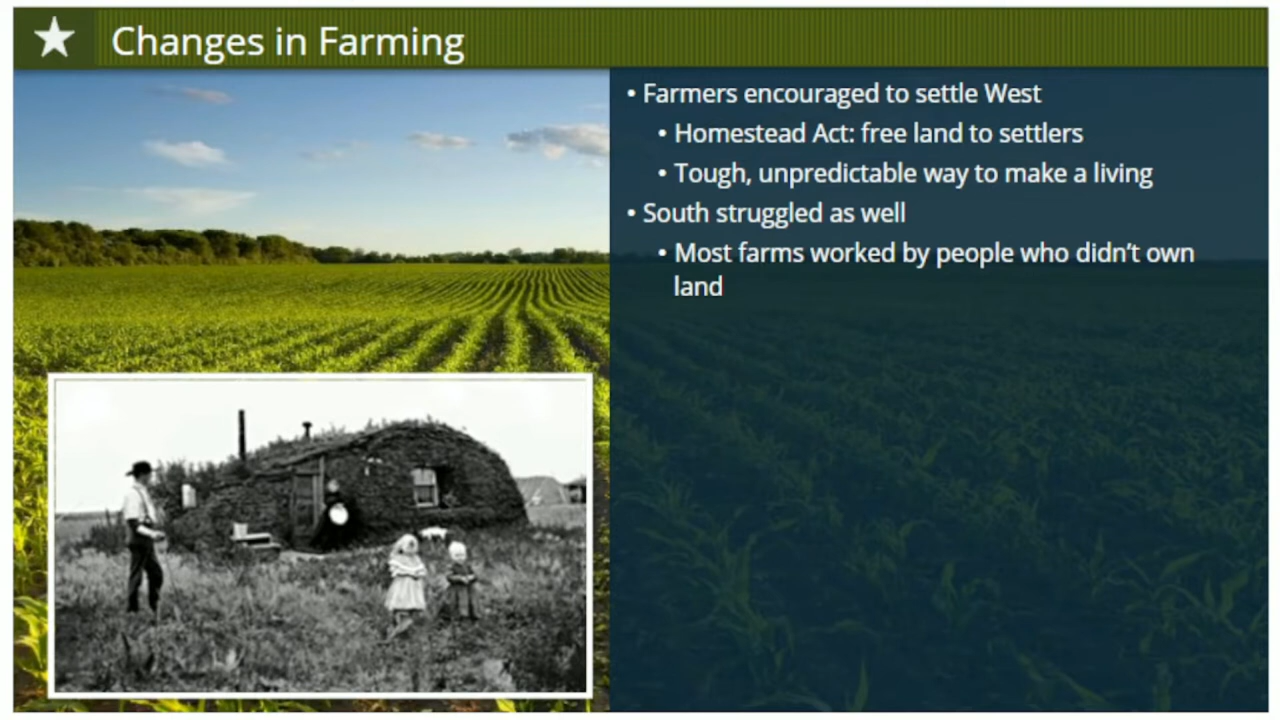 Changes in Farming
• Farmers encouraged to settle West
• Homestead Act: free land to settlers
• Tough, unpredictable way to make a living
• South struggled as well
• Most farms worked by people who didn’t own
land